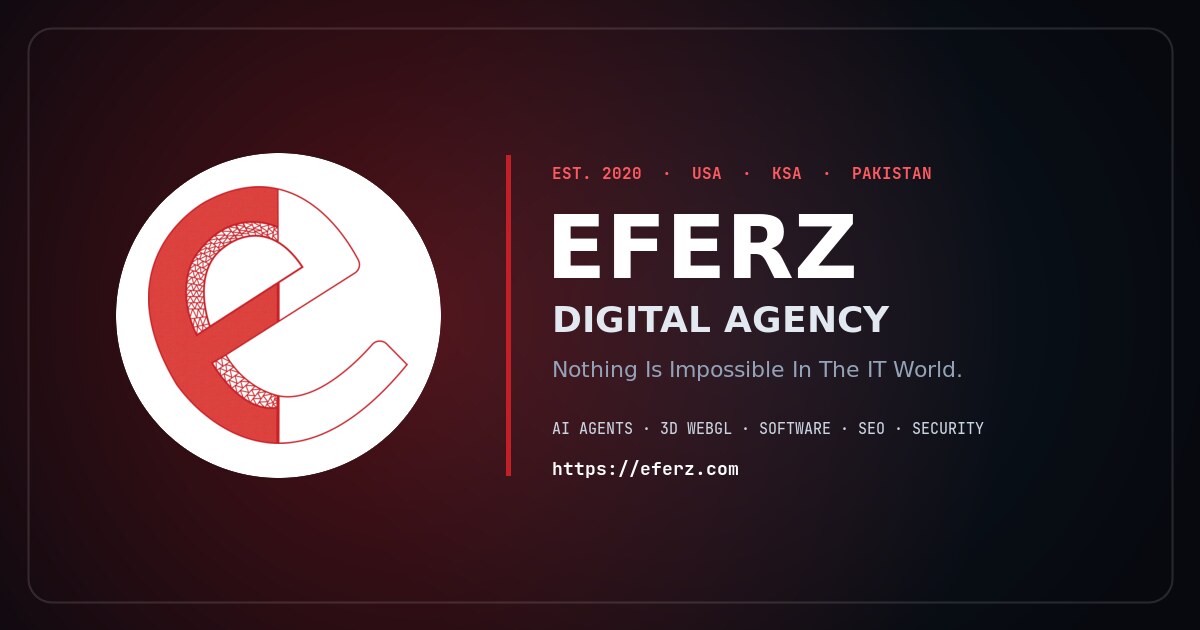 EST. 2020 · USA · KSA · PAKISTAN
EFERZ
DIGITAL AGENCY
Nothing Is Impossible In The IT World.
AI AGENTS · 3D WEBGL · SOFTWARE · SEO · SECURITY
https://eferz.com